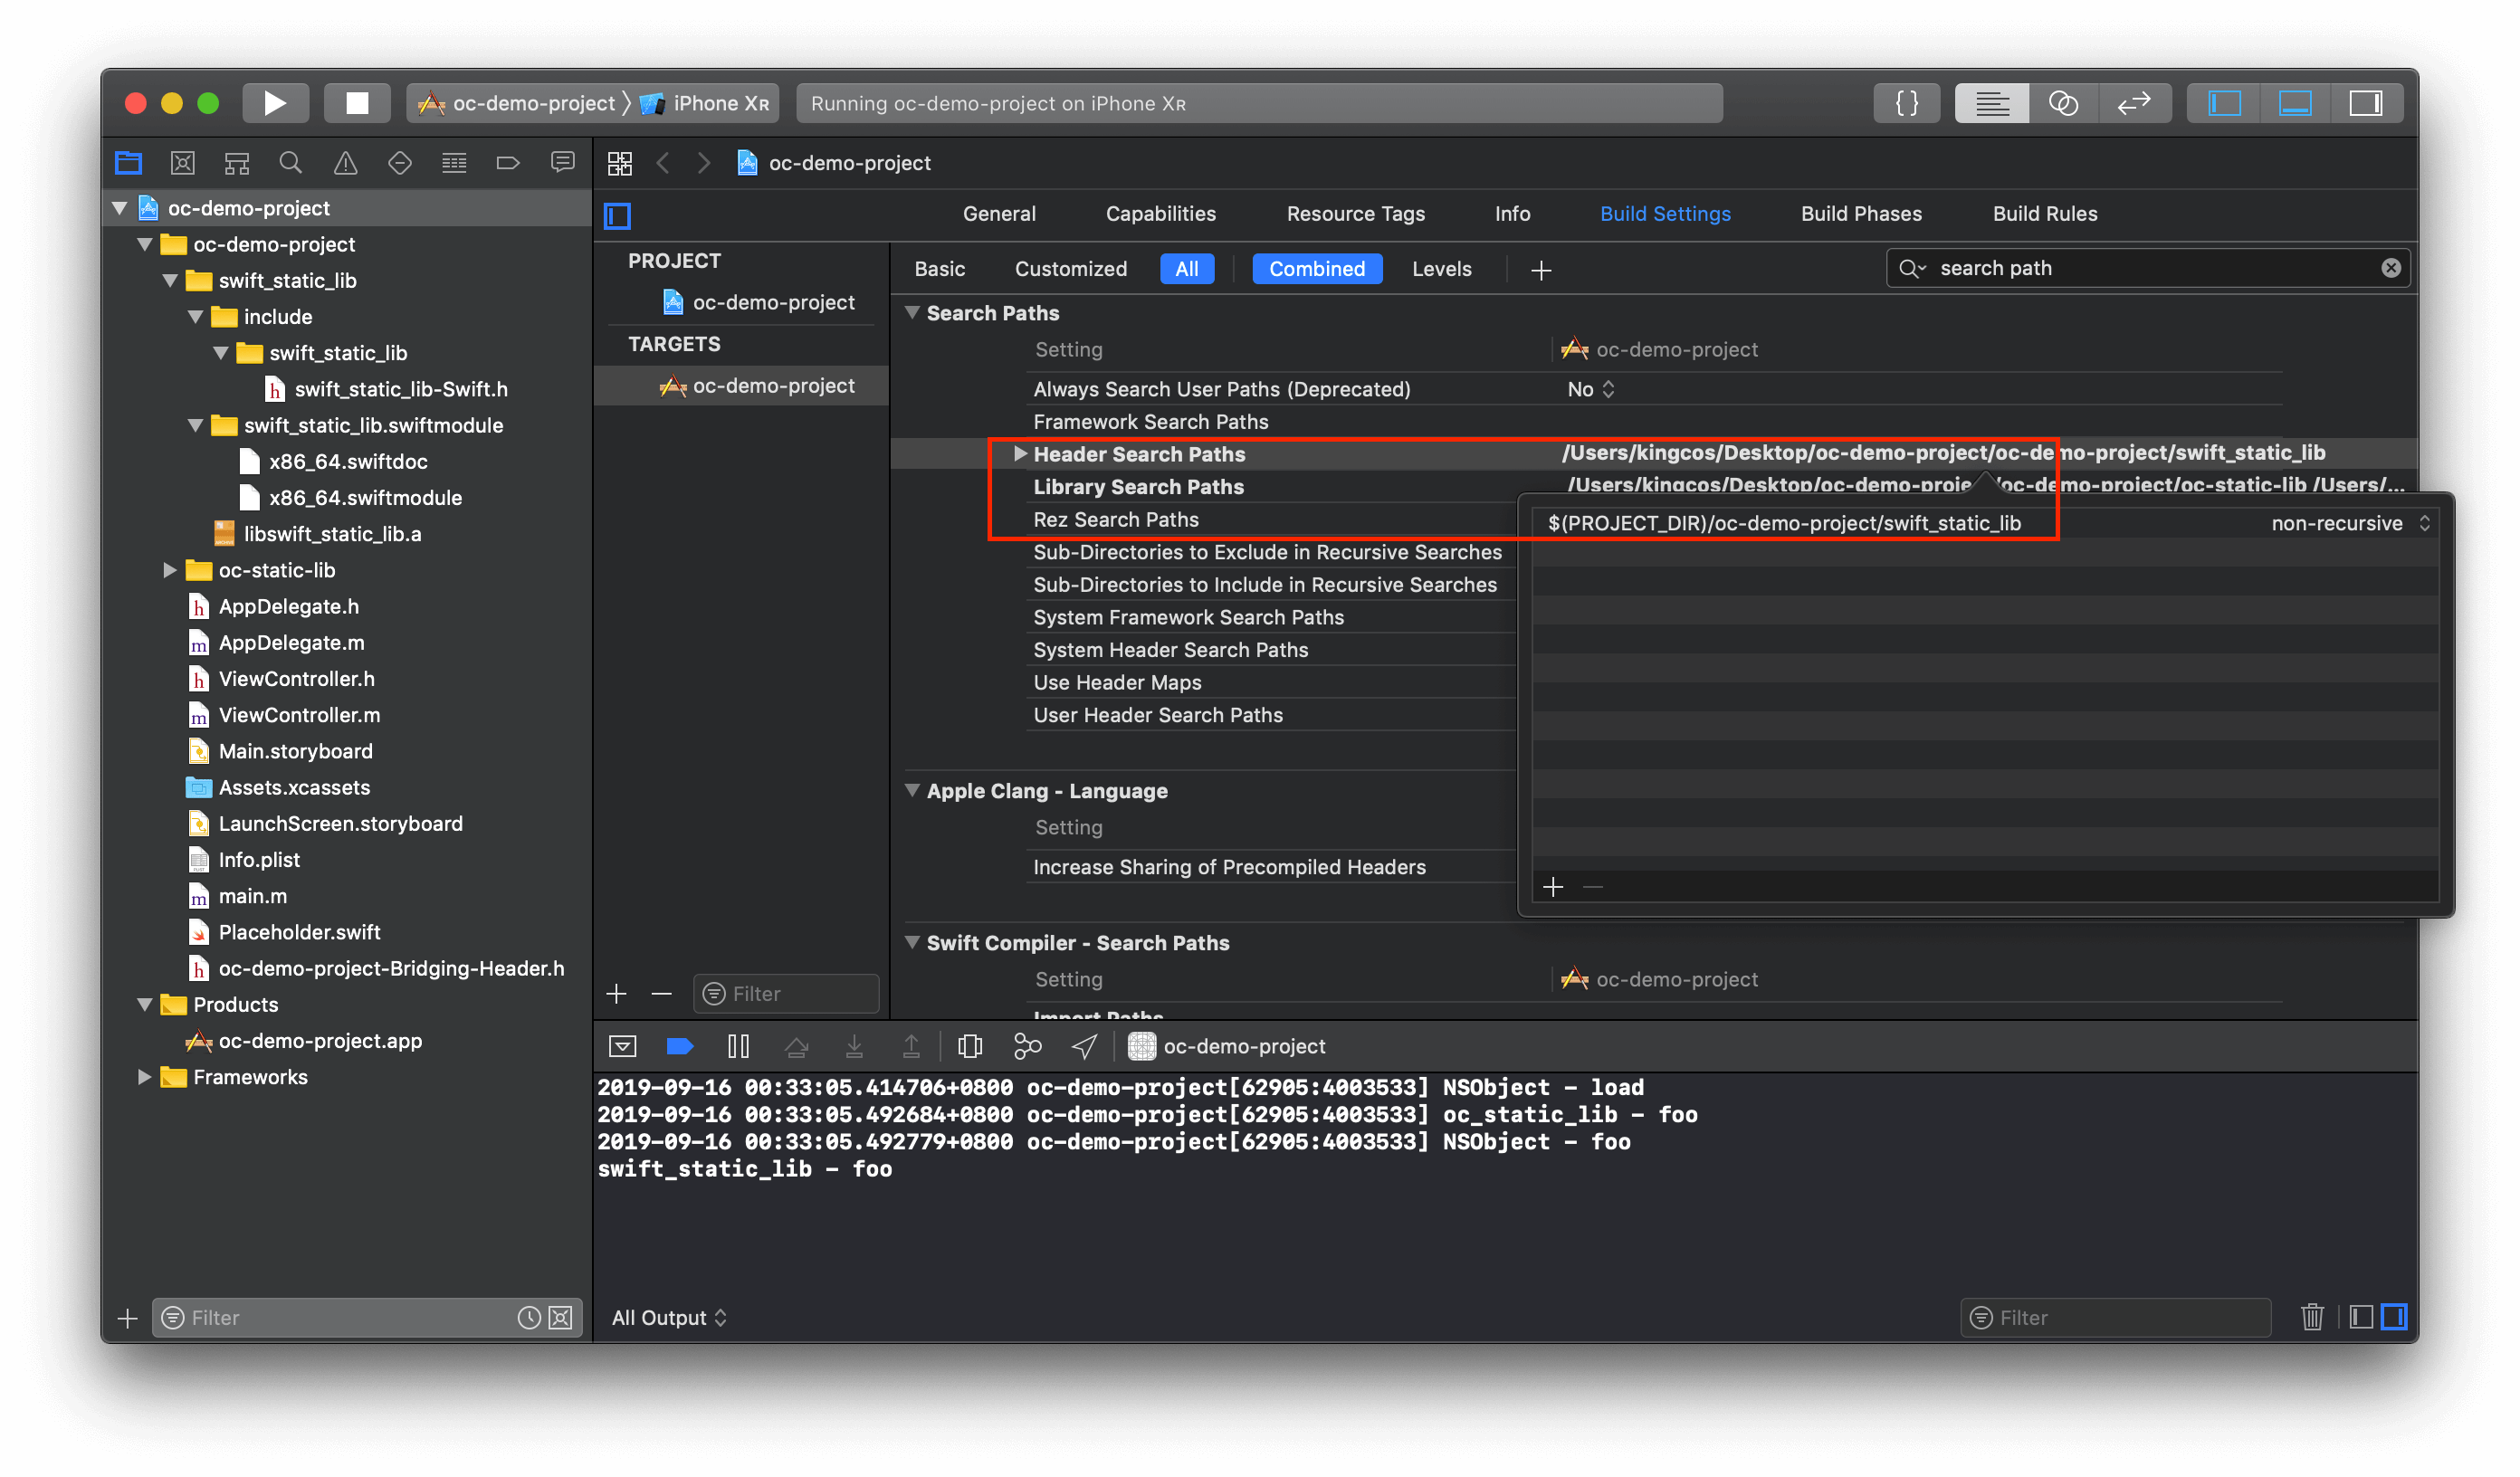 oc-demo-project 〉 iPhone XR
Running oc-demo-project on iPhone XR
oc-demo-project
oc-demo-project
oc-demo-project
swift_static_lib
include
swift_static_lib
swift_static_lib-Swift.h
swift_static_lib.swiftmodule
x86_64.swiftdoc
x86_64.swiftmodule
libswift_static_lib.a
oc-static-lib
AppDelegate.h
AppDelegate.m
ViewController.h
ViewController.m
Main.storyboard
Assets.xcassets
LaunchScreen.storyboard
Info.plist
main.m
Placeholder.swift
oc-demo-project-Bridging-Header.h
Products
oc-demo-project.app
Frameworks
Filter
General Capabilities Resource Tags Info Build Settings Build Phases Build Rules
PROJECT
oc-demo-project
TARGETS
oc-demo-project
Filter
Basic Customized All Combined Levels
search path
Search Paths
Setting oc-demo-project
Always Search User Paths (Deprecated) No
Framework Search Paths
Header Search Paths /Users/kingcos/Desktop/oc-demo-project/oc-demo-project/swift_static_lib
Library Search Paths /Users/kingcos/Desktop/oc-demo-project/oc-demo-project/oc-static-lib /Users/...
Rez Search Paths
$(PROJECT_DIR)/oc-demo-project/swift_static_lib non-recursive
Sub-Directories to Exclude in Recursive Searches
Sub-Directories to Include in Recursive Searches
System Framework Search Paths
System Header Search Paths
Use Header Maps
User Header Search Paths
Apple Clang - Language
Setting
Increase Sharing of Precompiled Headers
Swift Compiler - Search Paths
Setting oc-demo-project
Import Paths
oc-demo-project
2019-09-16 00:33:05.414706+0800 oc-demo-project[62905:4003533] NSObject - load
2019-09-16 00:33:05.492684+0800 oc-demo-project[62905:4003533] oc_static_lib - foo
2019-09-16 00:33:05.492779+0800 oc-demo-project[62905:4003533] NSObject - foo
swift_static_lib - foo
All Output
Filter